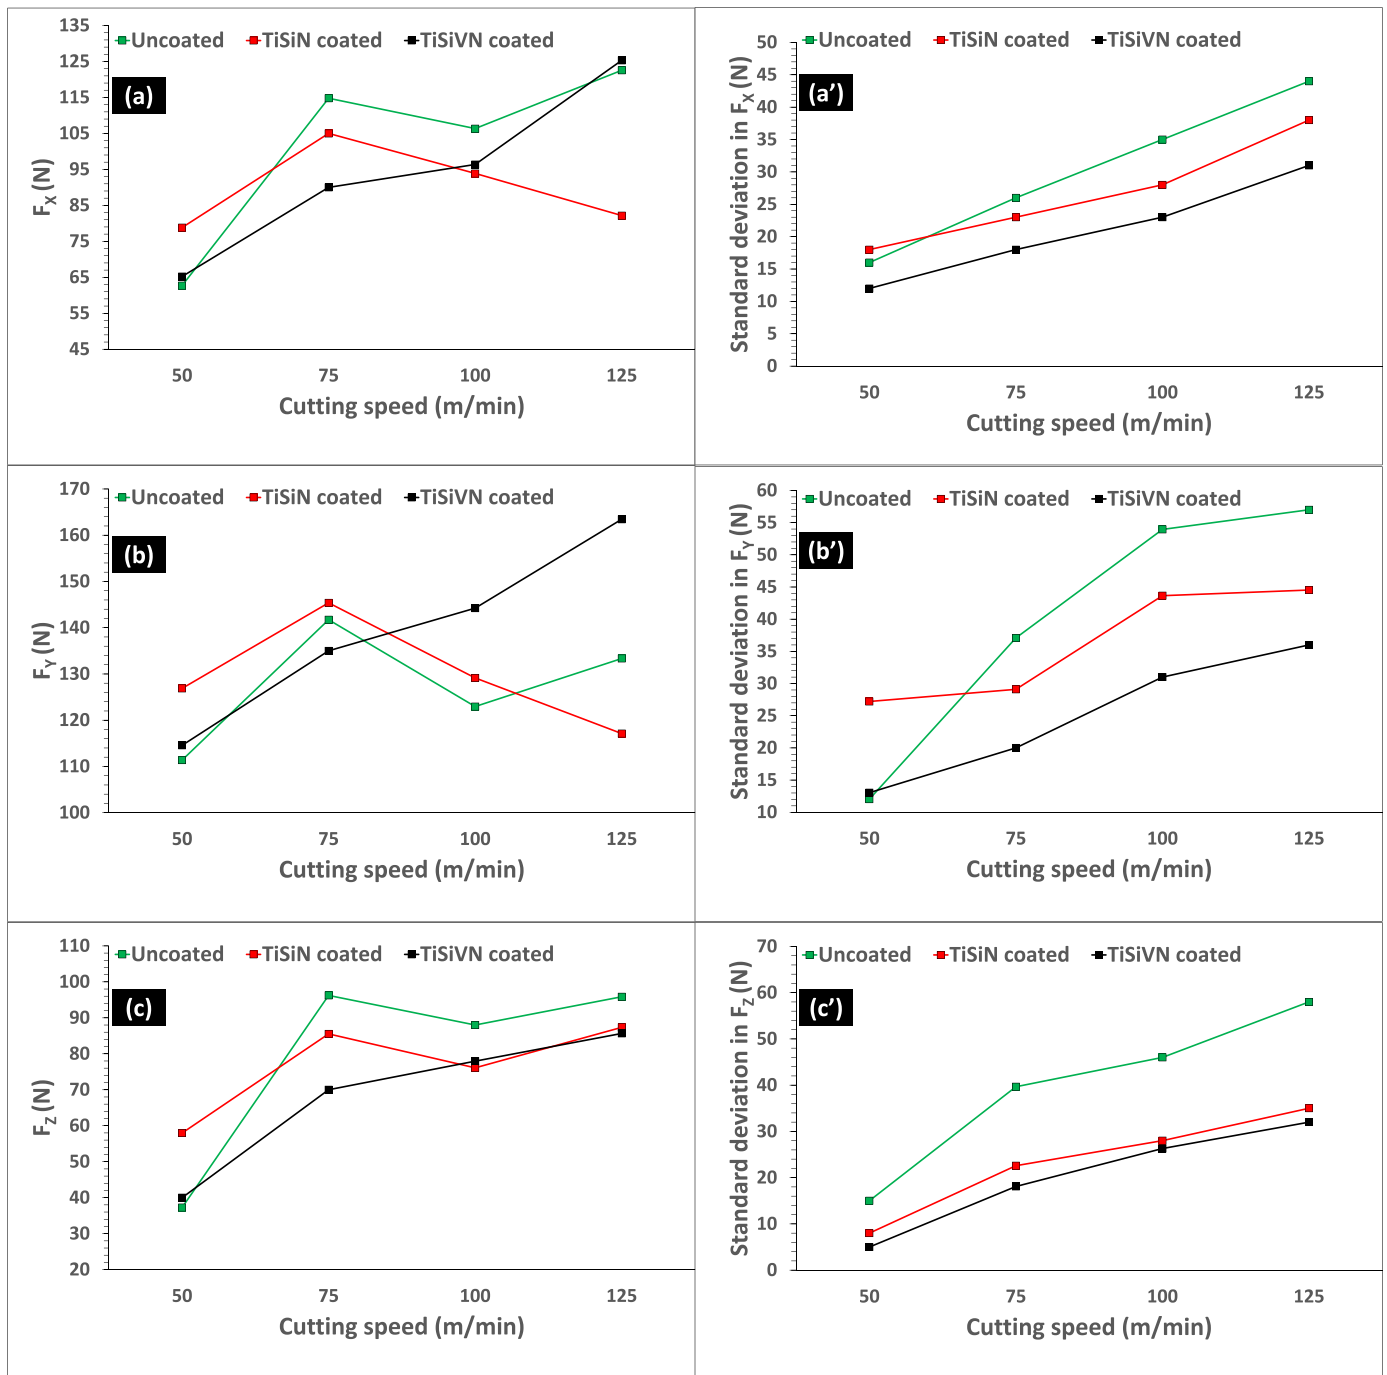 135
125
115
105
95
85
75
65
55
45
Uncoated TiSiN coated TiSiVN coated
(a)
F_X (N)
50 75 100 125
Cutting speed (m/min)
50
45
40
35
30
25
20
15
10
5
0
Uncoated TiSiN coated TiSiVN coated
(a’)
Standard deviation in F_X (N)
50 75 100 125
Cutting speed (m/min)
170
160
150
140
130
120
110
100
Uncoated TiSiN coated TiSiVN coated
(b)
F_Y (N)
50 75 100 125
Cutting speed (m/min)
60
55
50
45
40
35
30
25
20
15
10
Uncoated TiSiN coated TiSiVN coated
(b’)
Standard deviation in F_Y (N)
50 75 100 125
Cutting speed (m/min)
110
100
90
80
70
60
50
40
30
20
Uncoated TiSiN coated TiSiVN coated
(c)
F_Z (N)
50 75 100 125
Cutting speed (m/min)
70
60
50
40
30
20
10
0
Uncoated TiSiN coated TiSiVN coated
(c’)
Standard deviation in F_Z (N)
50 75 100 125
Cutting speed (m/min)